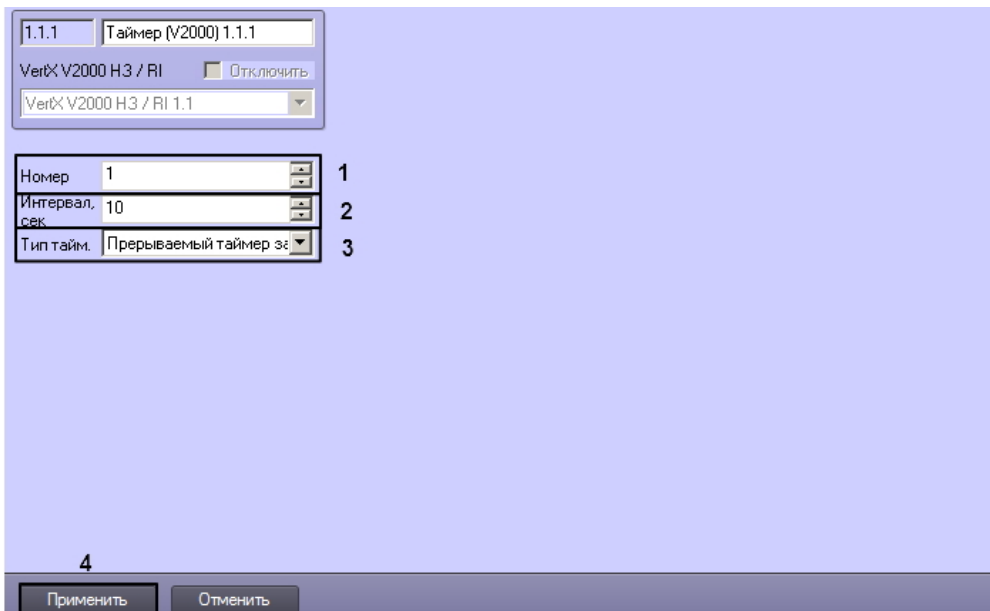 1.1.1 Таймер (V2000) 1.1.1
VertX V2000 H3 / RI Отключить
VertX V2000 H3 / RI 1.1
Номер 1 1
Интервал, сек 10 2
Тип тайм. Прерываемый таймер за 3
4
Применить Отменить